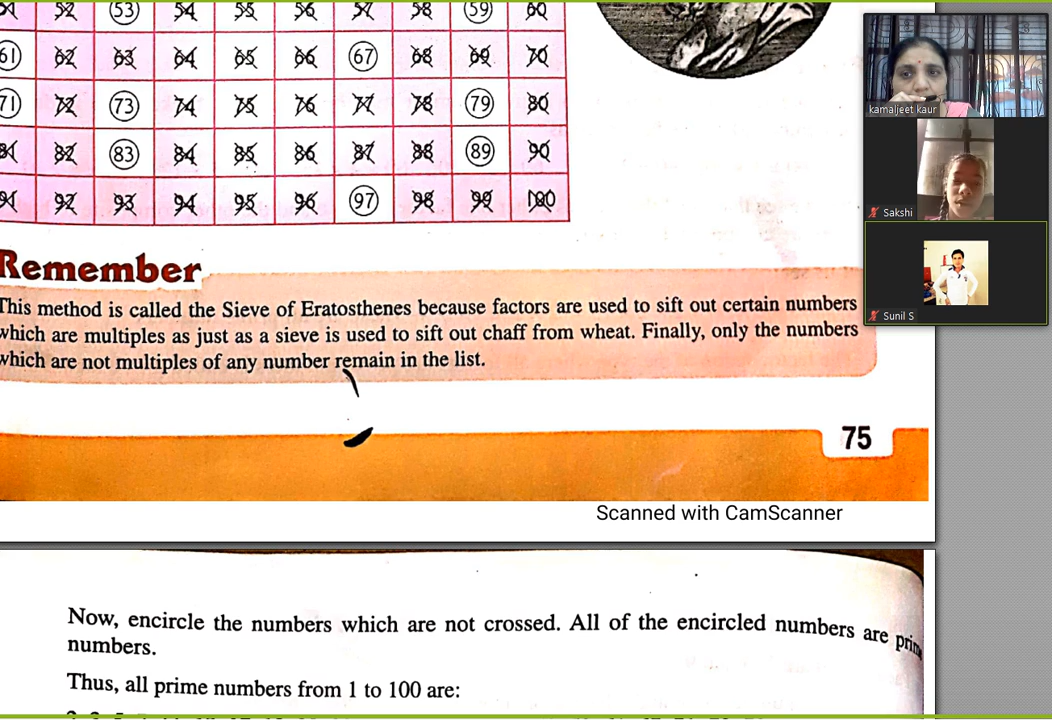 51 52 53 54 55 56 57 58 59 60
61 62 63 64 65 66 67 68 69 70
71 72 73 74 75 76 77 78 79 80
81 82 83 84 85 86 87 88 89 90
91 92 93 94 95 96 97 98 99 100
Remember
This method is called the Sieve of Eratosthenes because factors are used to sift out certain numbers
which are multiples as just as a sieve is used to sift out chaff from wheat. Finally, only the numbers
which are not multiples of any number remain in the list.
75
Scanned with CamScanner
Now, encircle the numbers which are not crossed. All of the encircled numbers are prime
numbers.
Thus, all prime numbers from 1 to 100 are:
kamaljeet kaur
Sakshi
Sunil S